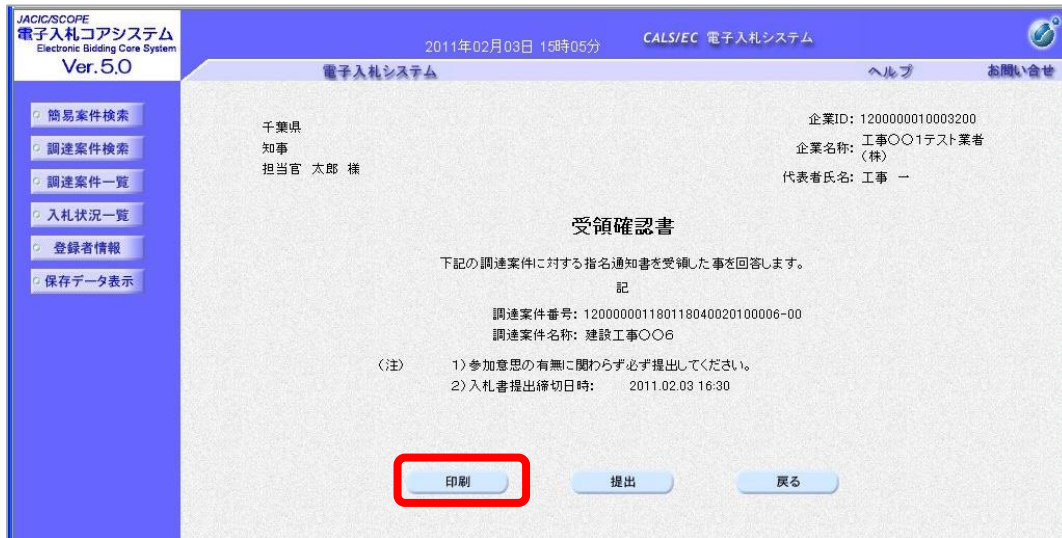 JACIC/SCOPE
電子入札コアシステム
Electronic Bidding Core System
Ver.5.0
2011年02月03日 15時05分
CALS/EC 電子入札システム
電子入札システム
ヘルプ
お問い合せ
簡易案件検索
調達案件検索
調達案件一覧
入札状況一覧
登録者情報
保存データ表示
千葉県
知事
担当官 太郎 様
企業ID: 1200000010003200
企業名称: 工事〇〇1テスト業者
(株)
代表者氏名: 工事 一
受領確認書
下記の調達案件に対する指名通知書を受領した事を回答します。
記
調達案件番号: 120000001180118040020100006-00
調達案件名称: 建設工事〇〇6
(注) 1)参加意思の有無に関わらず必ず提出してください。
2)入札書提出締切日時: 2011.02.03 16:30
印刷
提出
戻る